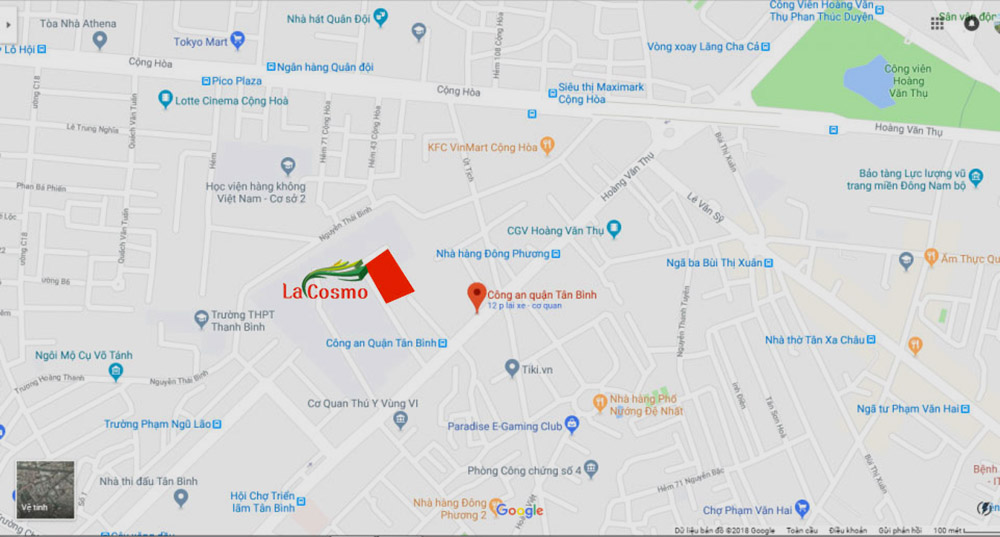 Tòa Nhà Athena
Nhà hát Quân Đội
Công Viên Hoàng Văn
Thụ Phan Thúc Duyện
Sân vận độn
Lô Hội
Tokyo Mart
Hẻm 108 Cộng Hòa
Vòng xoay Lăng Cha Cả
Cộng Hòa
Ngân hàng Quân đội
Pico Plaza
Cộng Hòa
Siêu thị Maximark
Cộng Hòa
Công viên
Hoàng
Văn Thụ
Lotte Cinema Cộng Hoà
Quách Văn Tuấn
Lê Trung Nghĩa
Hẻm
Hẻm 71 Cộng Hòa
Hẻm 43 Cộng Hòa
Hoàng Văn Thụ
KFC VinMart Cộng Hòa
Út Tịch
Hoàng Văn Thụ
Bùi Thị Xuân
Phan Bá Phiến
Học viện hàng không
Việt Nam - Cơ sở 2
Bảo tàng Lực lượng vũ
trang miền Đông Nam bộ
Lê Văn Sỹ
Quách Văn Tuấn
Nguyễn Thái Bình
CGV Hoàng Văn Thụ
Nhà hàng Đông Phương
Ngã ba Bùi Thị Xuân
Ẩm Thực Qu
La Cosmo
Công an quận Tân Bình
12 p lái xe - cơ quan
Nguyễn Thanh Tuyền
Trường THPT
Thanh Bình
Công an Quận Tân Bình
Nhà thờ Tân Xa Châu
Ngôi Mộ Cụ Võ Tánh
Trương Hoàng Thanh
Nguyễn Thái Bình
Tiki.vn
Cơ Quan Thú Y Vùng VI
Nhà hàng Phố
Nướng Đệ Nhất
Tân Sơn Hoà
Ngã tư Phạm Văn Hai
Trường Phạm Ngũ Lão
Paradise E-Gaming Club
Bùi Thị Xuân
Phòng Công chứng số 4
Hẻm 71 Nguyễn Bặc
Bệnh
Vệ tinh
Số 1
Nhà thi đấu Tân Bình
Hội Chợ Triển
lãm Tân Bình
Nhà hàng Đông
Phương 2
Google
Chợ Phạm Văn Hai
Dữ liệu bản đồ ©2018 Google Toàn cầu Điều khoản Gửi phản hồi 100 mét